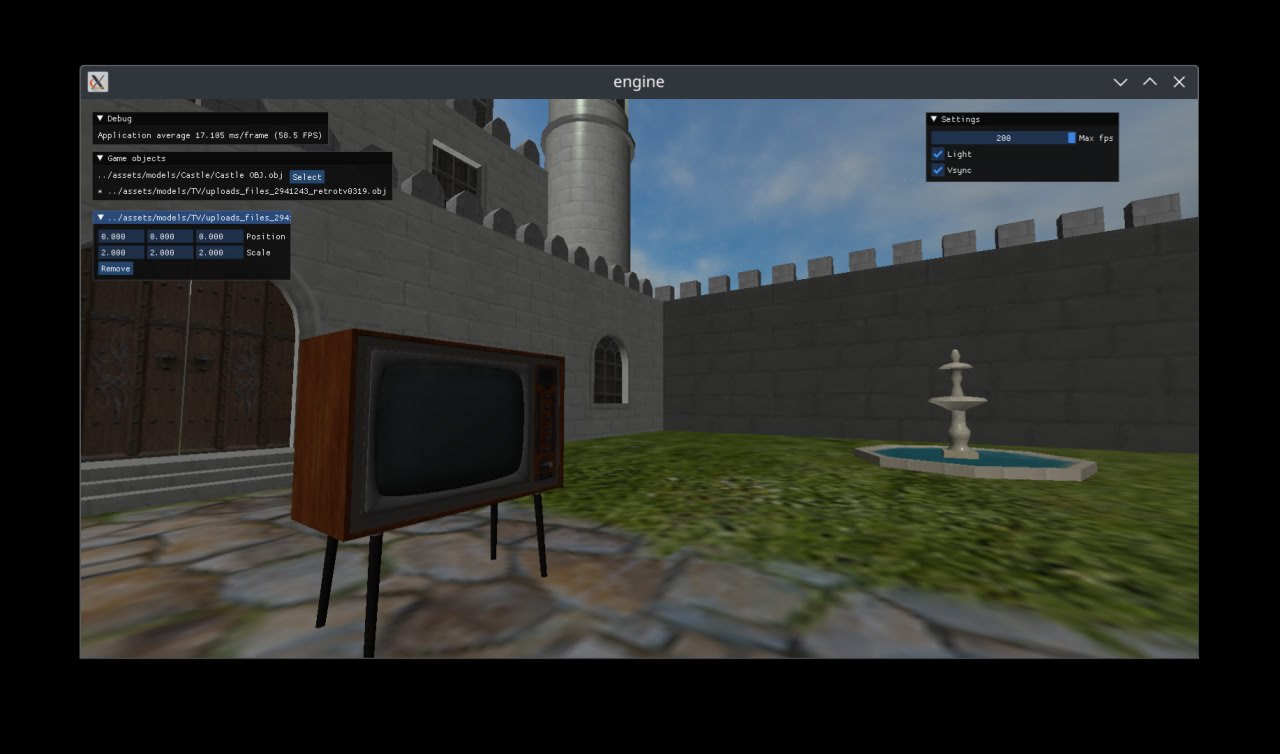 engine
Debug
Application average 17.105 ms/frame (58.5 FPS)
Game objects
../assets/models/Castle/Castle OBJ.obj Select
* ../assets/models/TV/uploads_files_2941243_retrotv0319.obj
../assets/models/TV/uploads_files_294
0.000 0.000 0.000 Position
2.000 2.000 2.000 Scale
Remove
Settings
200 Max fps
Light
Vsync